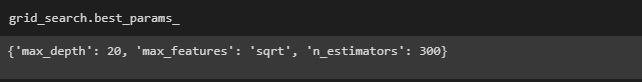 grid_search.best_params_
{'max_depth': 20, 'max_features': 'sqrt', 'n_estimators': 300}